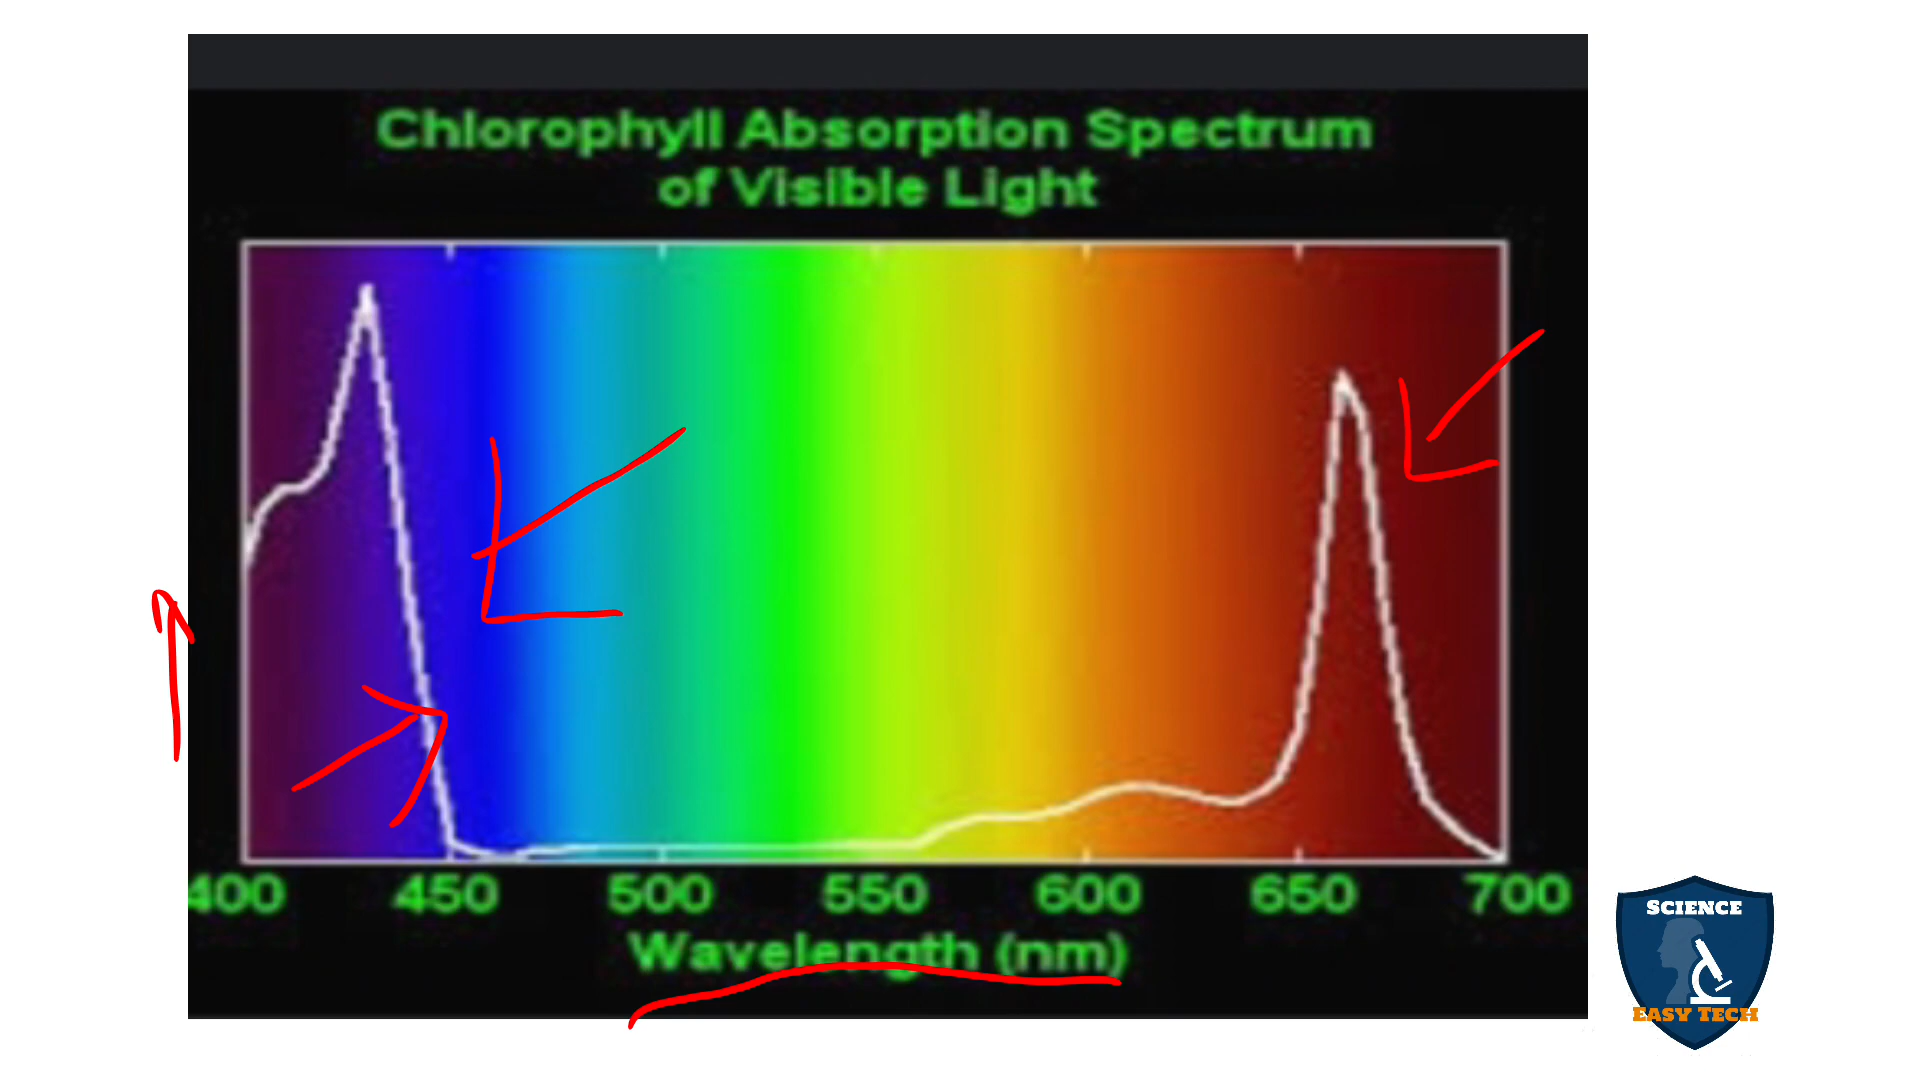 Chlorophyll Absorption Spectrum
of Visible Light
400 450 500 550 600 650 700
Wavelength (nm)
SCIENCE
EASY TECH